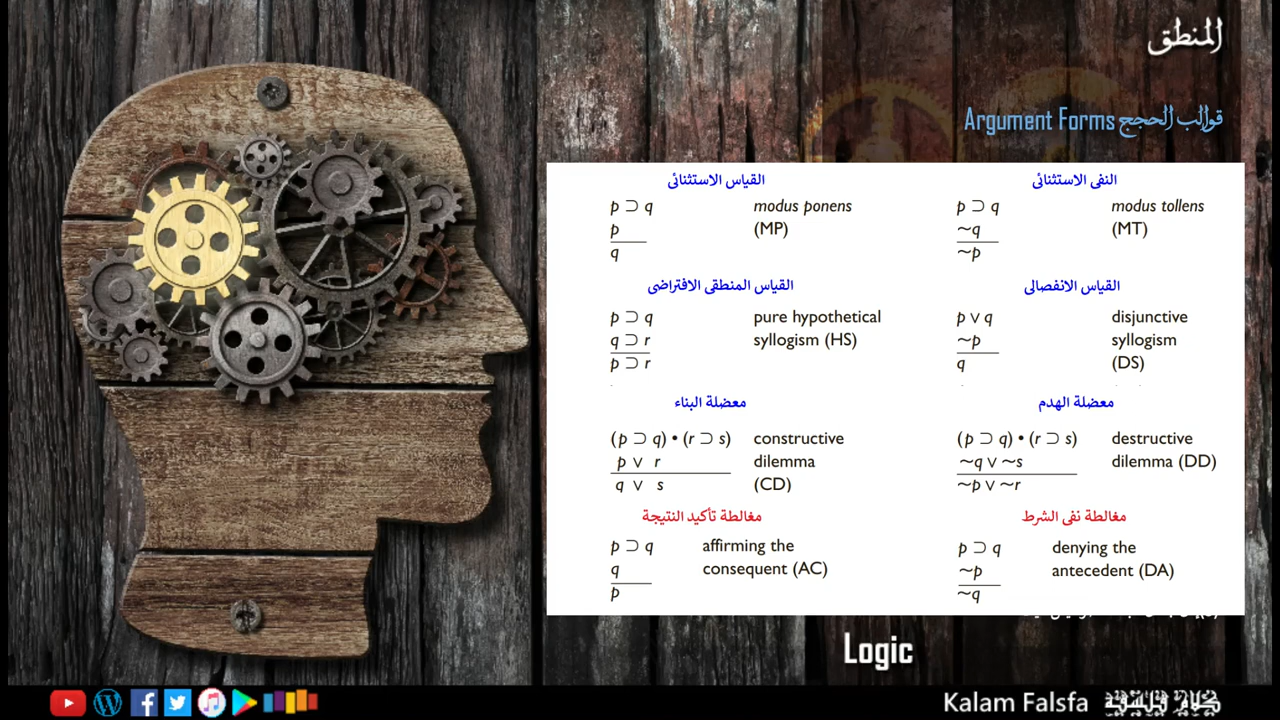 المنطق
قوالب الحجج Argument Forms
القياس الاستثنائى
p ⊃ q modus ponens
p (MP)
q
النفى الاستثنائى
p ⊃ q modus tollens
~q (MT)
~p
القياس المنطقى الافتراضى
p ⊃ q pure hypothetical
q ⊃ r syllogism (HS)
p ⊃ r
القياس الانفصالى
p ∨ q disjunctive
~p syllogism
q (DS)
معضلة البناء
(p ⊃ q) • (r ⊃ s) constructive
p ∨ r dilemma
q ∨ s (CD)
معضلة الهدم
(p ⊃ q) • (r ⊃ s) destructive
~q ∨ ~s dilemma (DD)
~p ∨ ~r
مغالطة تأكيد النتيجة
p ⊃ q affirming the
q consequent (AC)
p
مغالطة نفى الشرط
p ⊃ q denying the
~p antecedent (DA)
~q
Logic
Kalam Falsfa كلام فلسفة